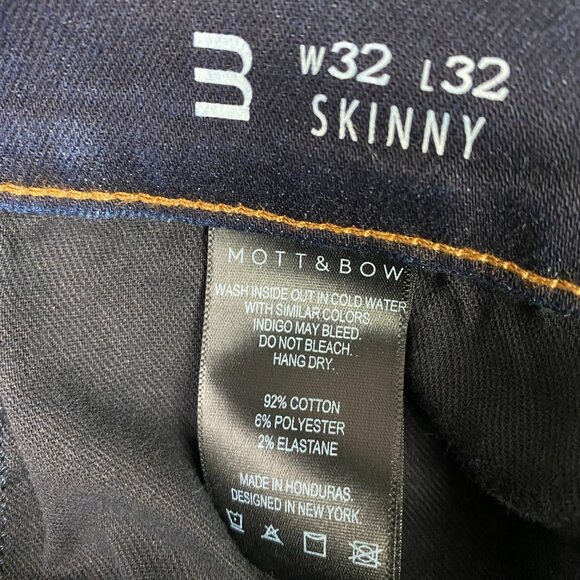 W32 L32
SKINNY
MOTT & BOW
WASH INSIDE OUT IN COLD WATER
WITH SIMILAR COLORS.
INDIGO MAY BLEED.
DO NOT BLEACH.
HANG DRY.
92% COTTON
6% POLYESTER
2% ELASTANE
MADE IN HONDURAS.
DESIGNED IN NEW YORK.